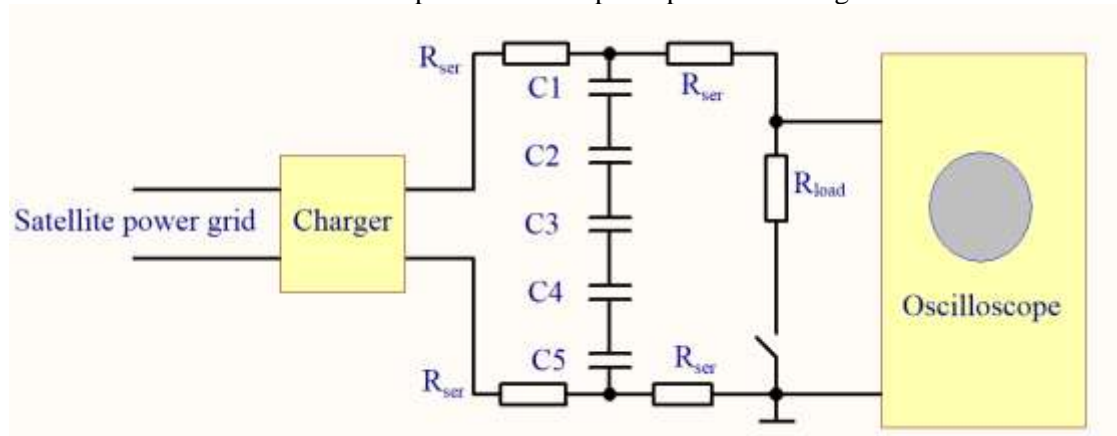 R_ser
C1
R_ser
C2
Satellite power grid
Charger
C3
R_load
C4
Oscilloscope
C5
R_ser
R_ser